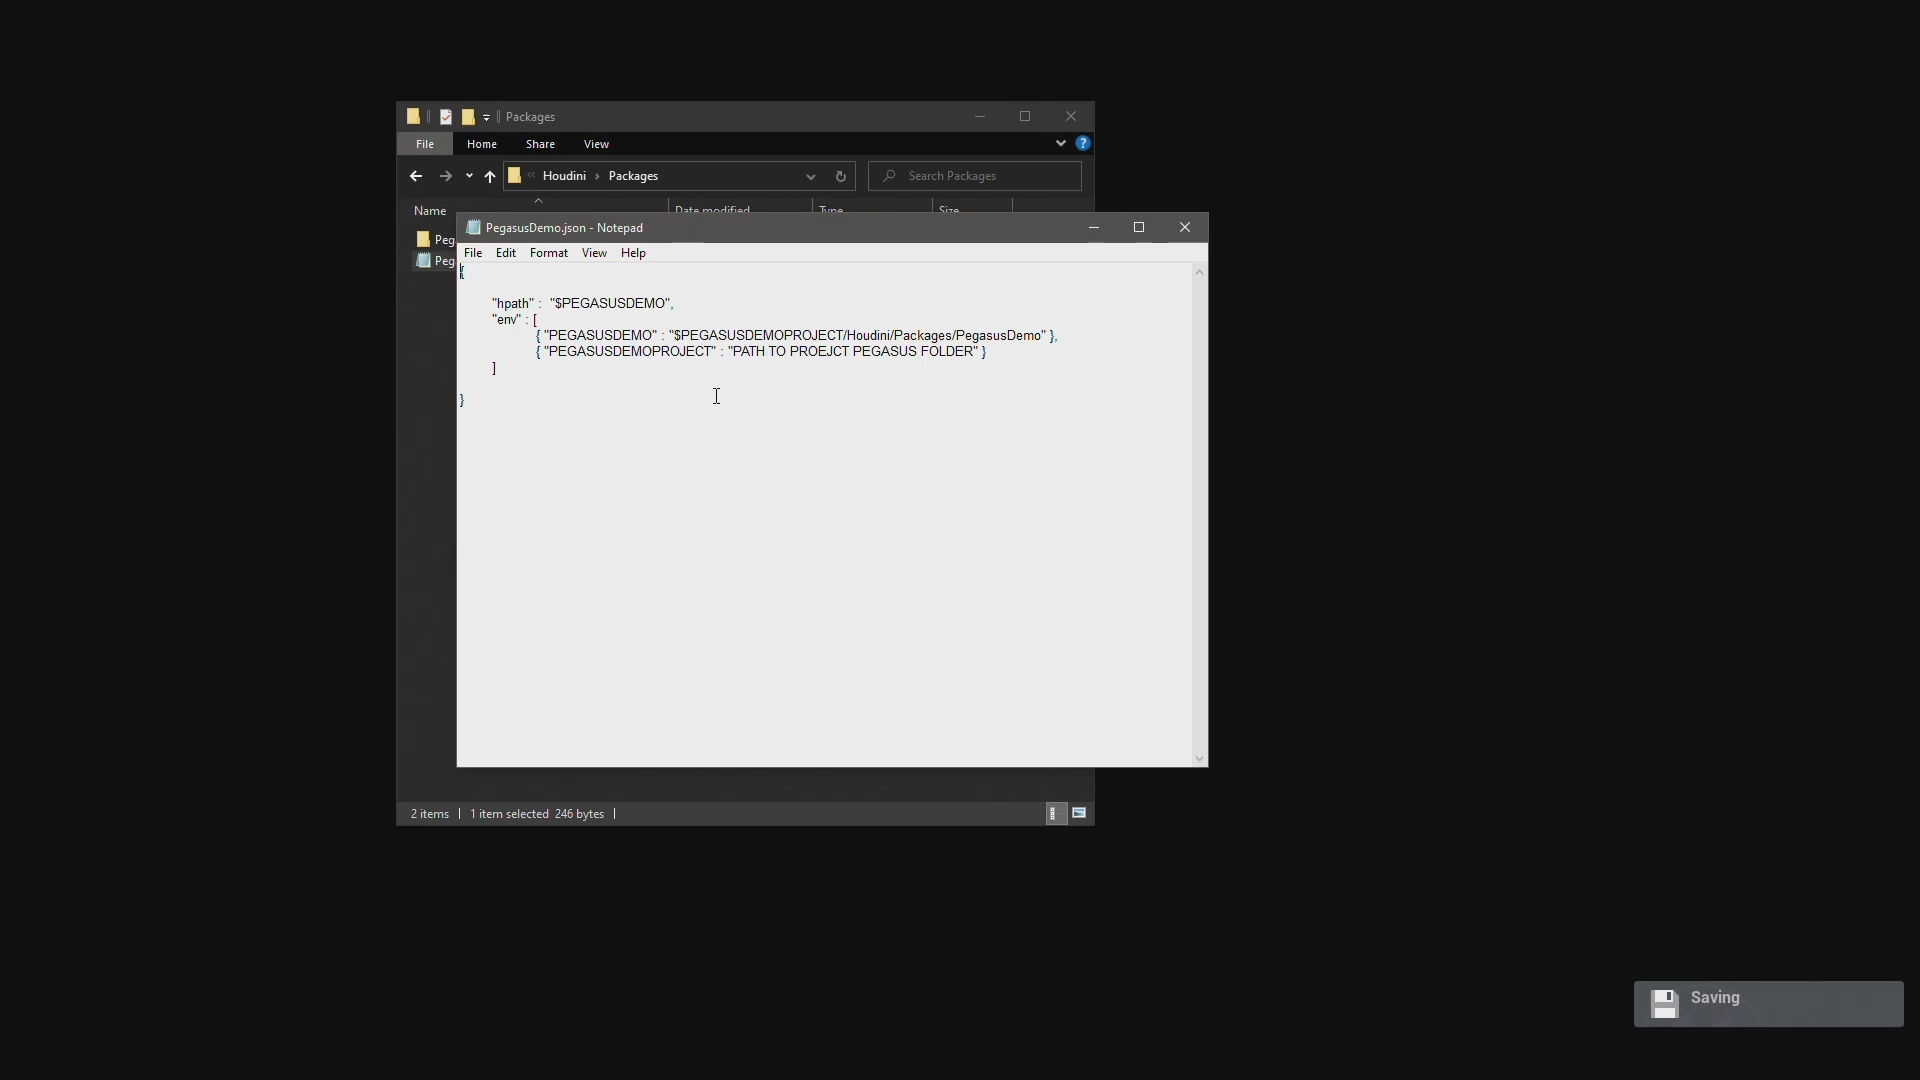 Packages
File Home Share View
Houdini > Packages
Search Packages
Name Date modified Type Size
PegasusDemo.json - Notepad
Peg
Peg
File Edit Format View Help
{
"hpath" : "$PEGASUSDEMO",
"env" : [
{ "PEGASUSDEMO" : "$PEGASUSDEMOPROJECT/Houdini/Packages/PegasusDemo" },
{ "PEGASUSDEMOPROJECT" : "PATH TO PROEJCT PEGASUS FOLDER" }
]
}
2 items 1 item selected 246 bytes
Saving